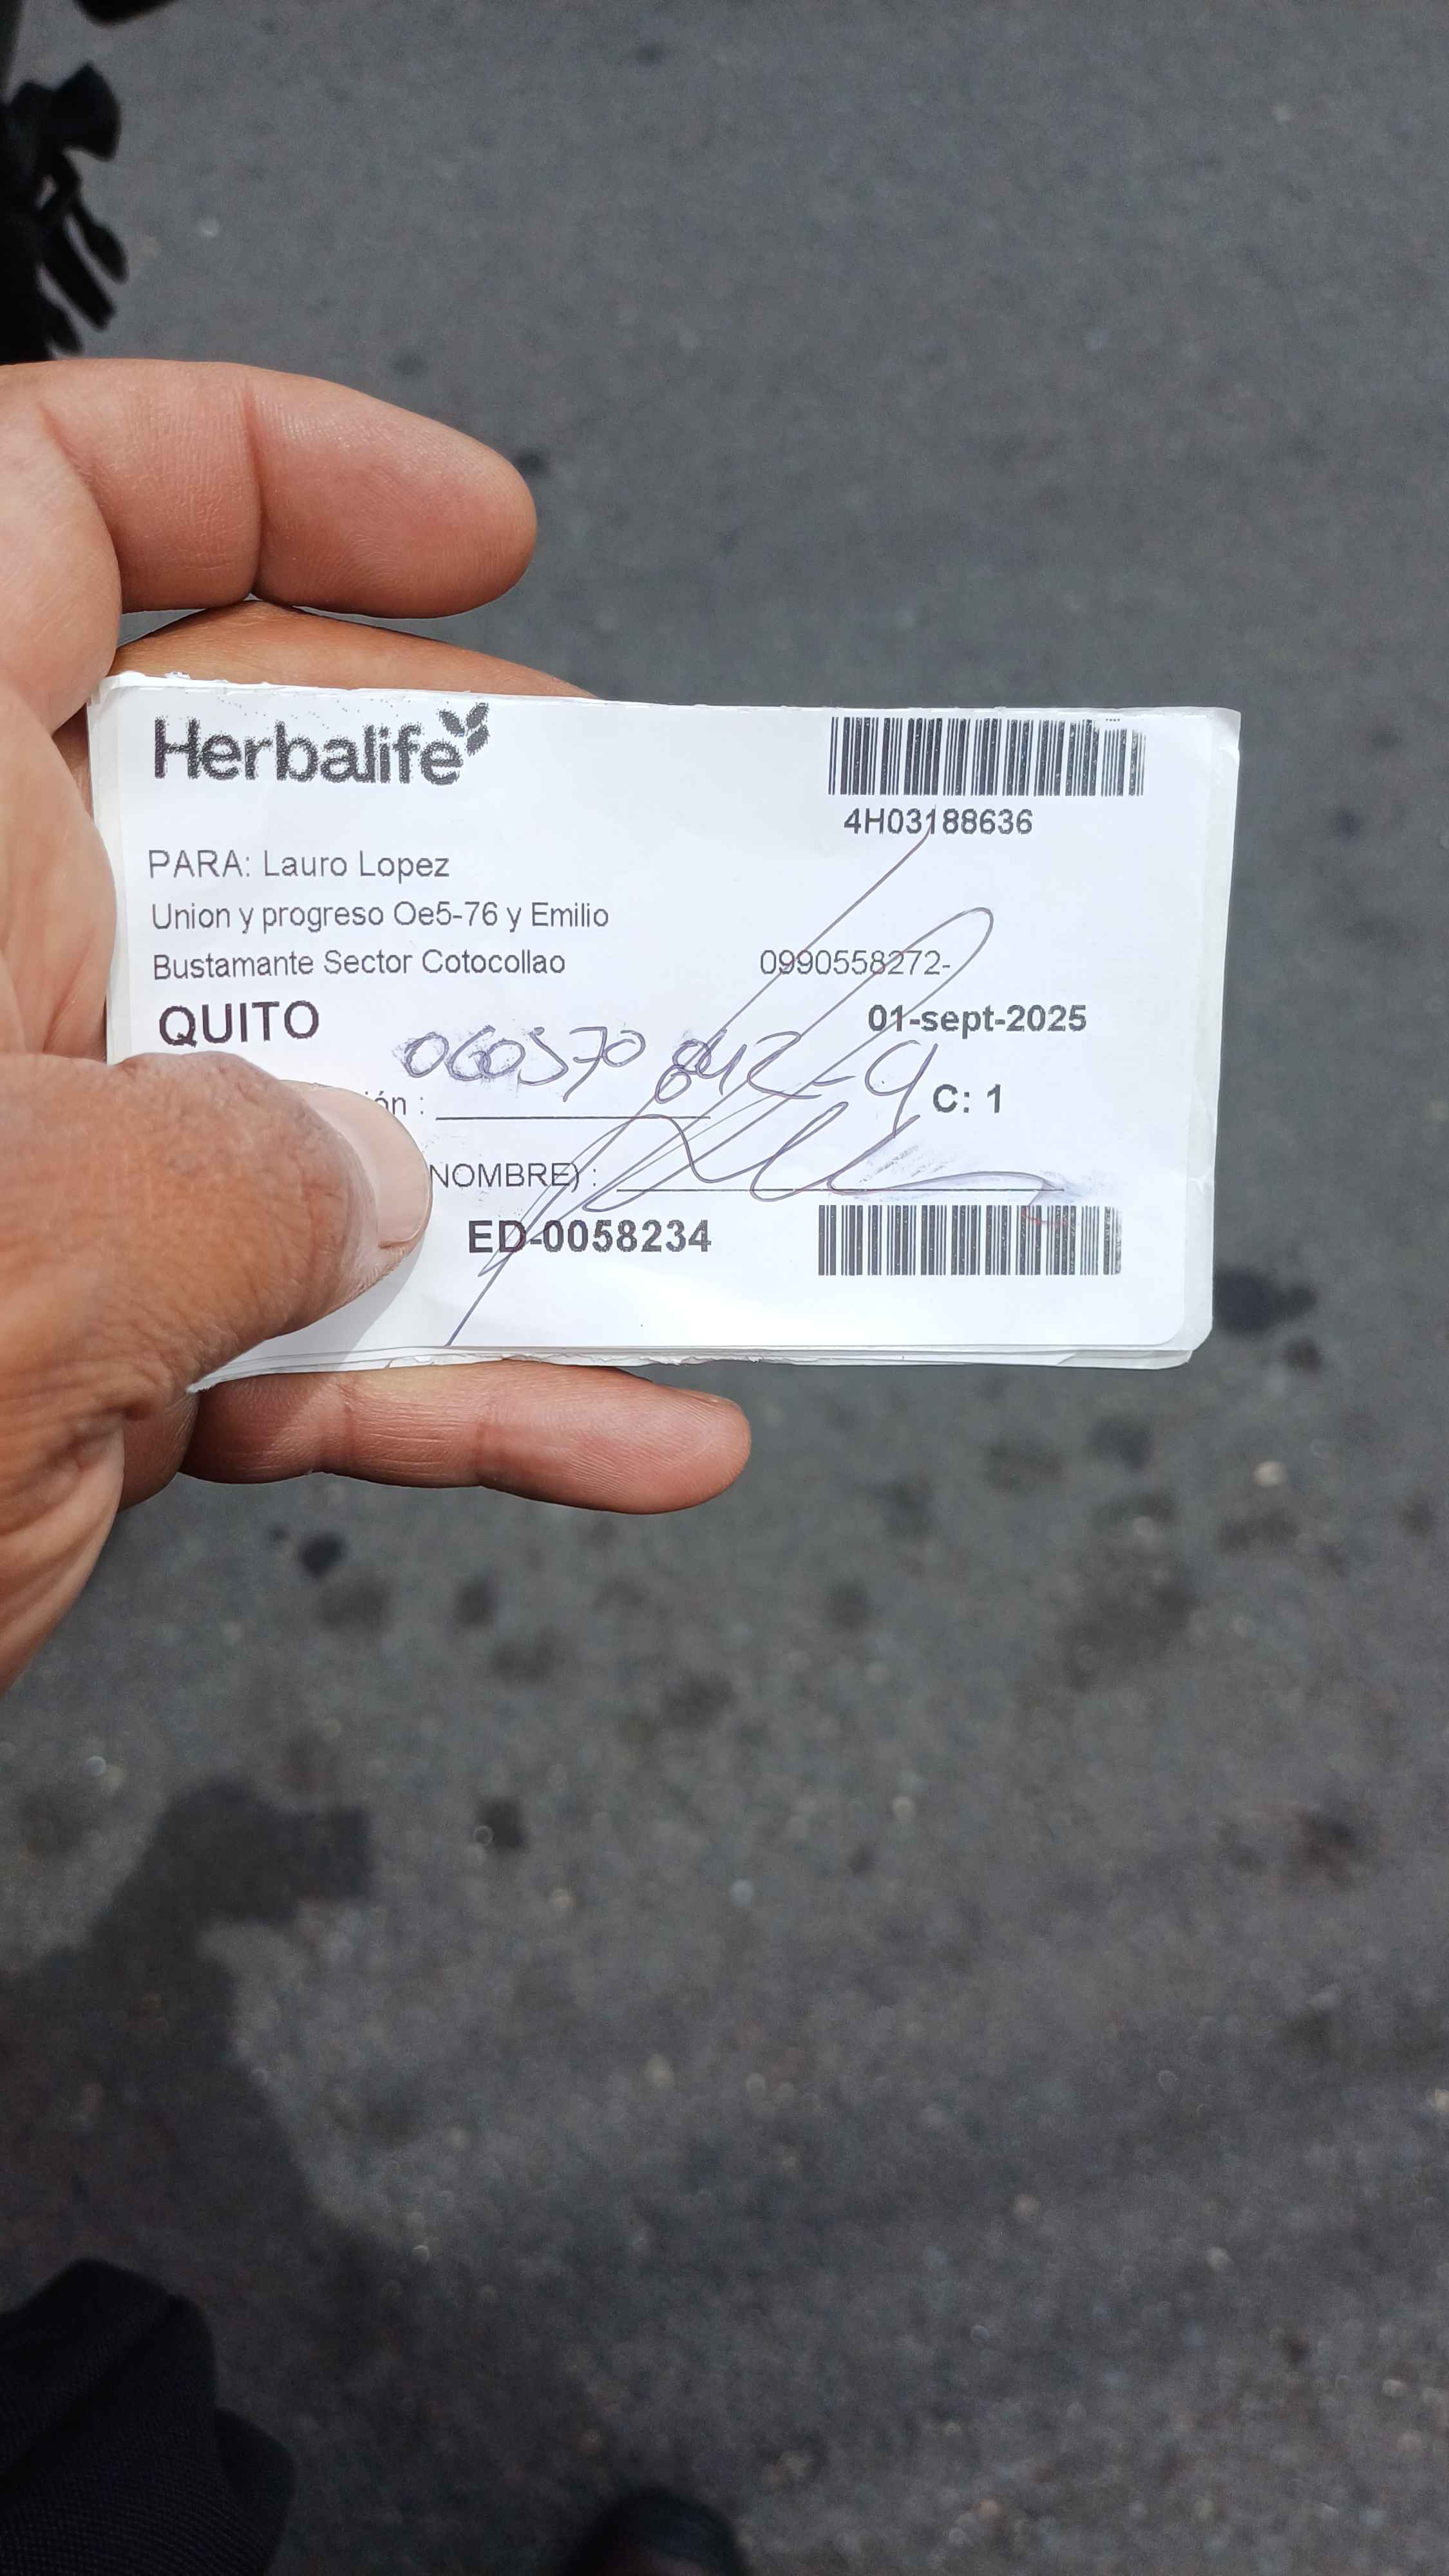 Herbalife
4H03188636
PARA: Lauro Lopez
Union y progreso Oe5-76 y Emilio
Bustamante Sector Cotocollao
0990558272-
QUITO
01-sept-2025
ón :
C: 1
NOMBRE) :
ED-0058234